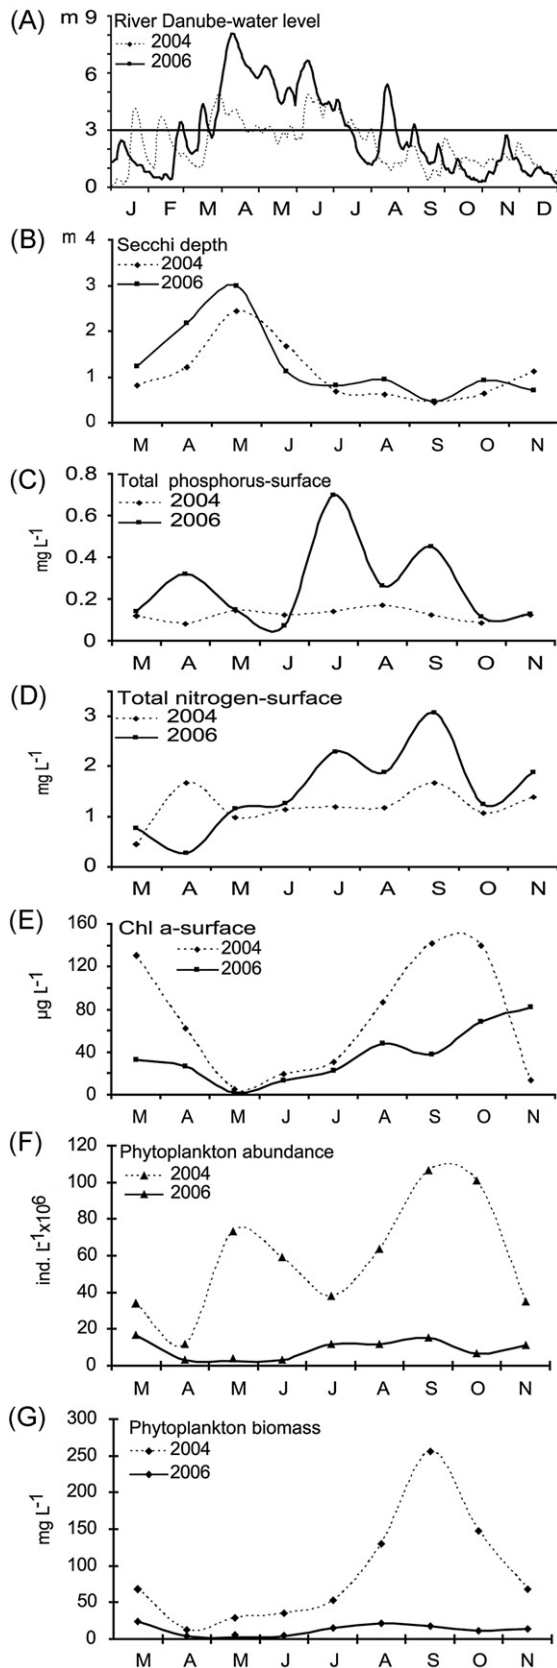 (A) m 9 River Danube-water level
2004
2006
6
3
0
J F M A M J J A S O N D
(B) m 4 Secchi depth
2004
2006
3
2
1
0
M A M J J A S O N
(C) 0.8 Total phosphorus-surface
2004
2006
0.6
0.4
0.2
0
mg L-1
M A M J J A S O N
(D) Total nitrogen-surface
3
2004
2006
2
1
0
mg L-1
M A M J J A S O N
(E) 160 Chl a-surface
2004
2006
120
80
40
0
µg L-1
M A M J J A S O N
(F) 120 Phytoplankton abundance
2004
2006
100
80
60
40
20
0
ind. L-1x10⁶
M A M J J A S O N
(G) 300 Phytoplankton biomass
2004
2006
250
200
150
100
50
0
mg L-1
M A M J J A S O N